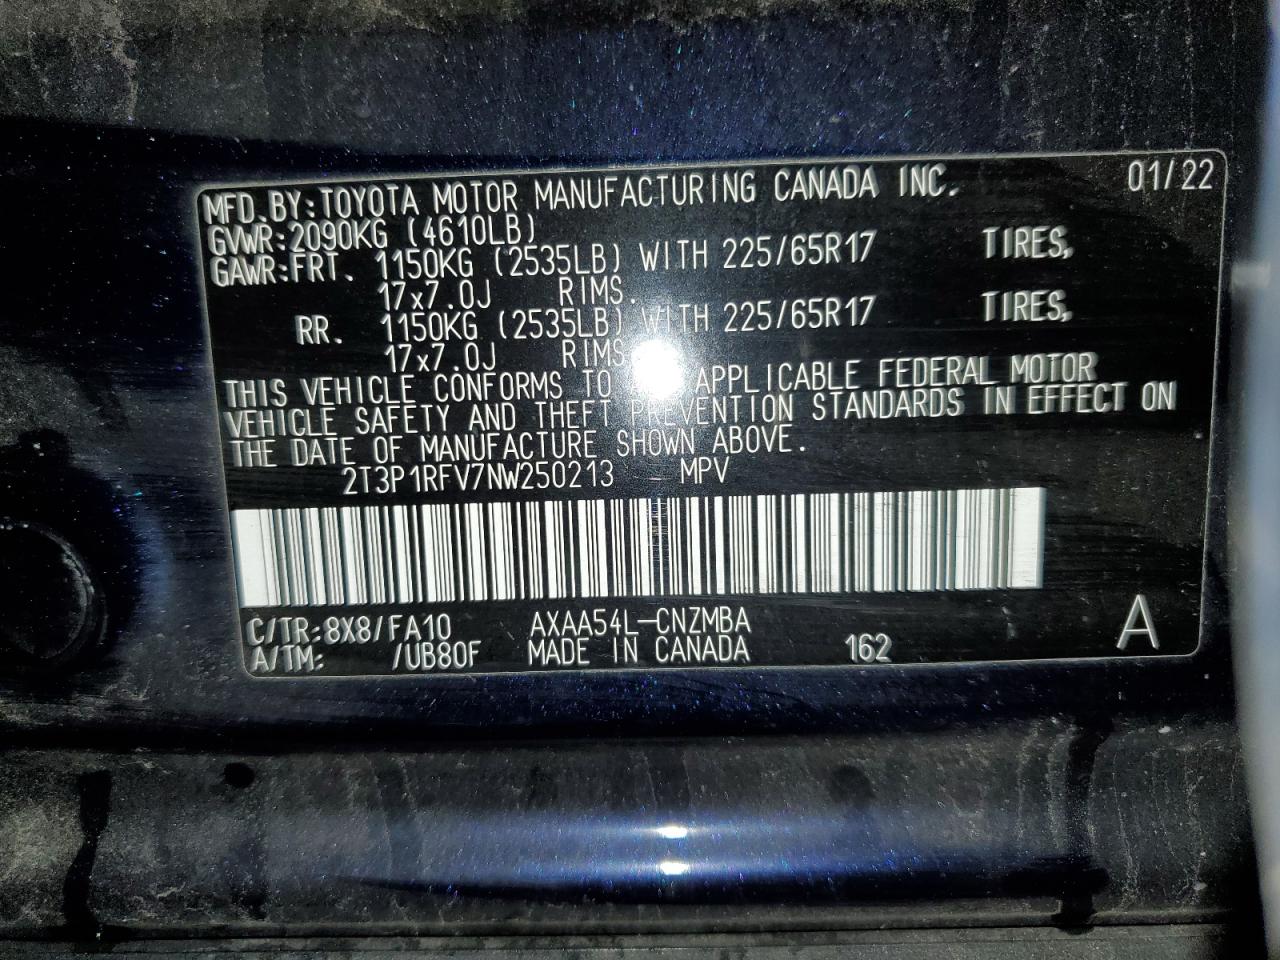 MFD.BY:TOYOTA MOTOR MANUFACTURING CANADA INC. 01/22
GVWR:2090KG (4610LB)
GAWR:FRT. 1150KG (2535LB) WITH 225/65R17 TIRES,
17x7.0J RIMS.
RR. 1150KG (2535LB) WITH 225/65R17 TIRES,
17x7.0J RIMS
THIS VEHICLE CONFORMS TO APPLICABLE FEDERAL MOTOR
VEHICLE SAFETY AND THEFT PREVENTION STANDARDS IN EFFECT ON
THE DATE OF MANUFACTURE SHOWN ABOVE.
2T3P1RFV7NW250213 MPV
C/TR:8X8/FA10 AXAA54L-CNZMBA
A/TM: /UB80F MADE IN CANADA 162 A